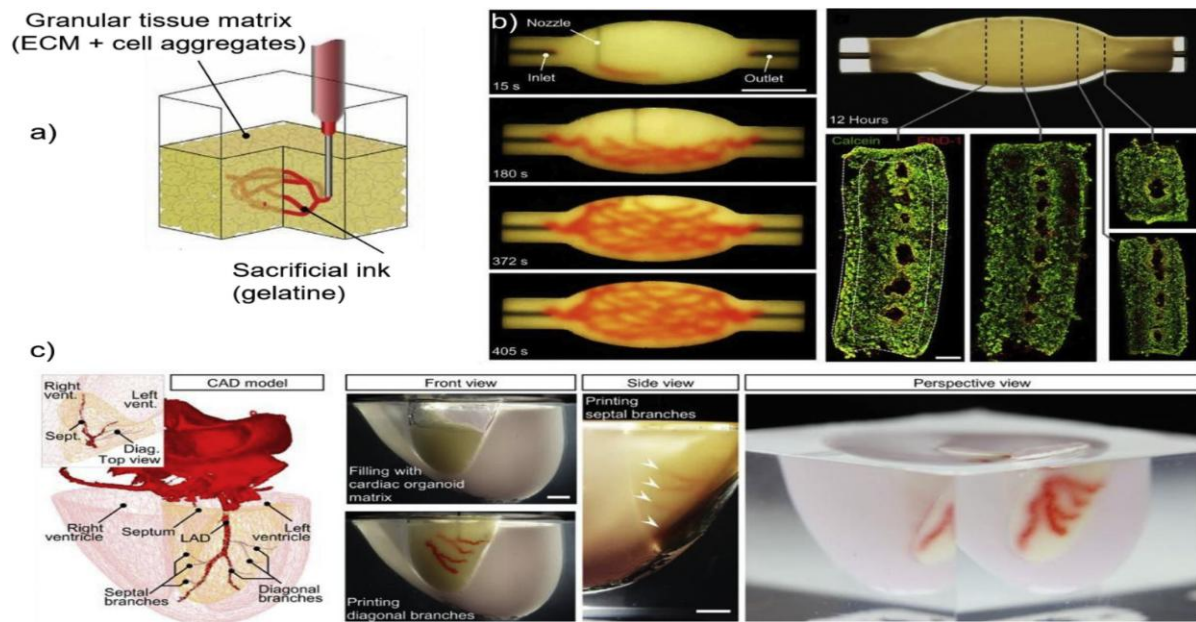 Granular tissue matrix
(ECM + cell aggregates)
a)
Sacrificial ink
(gelatine)
b)
Nozzle
Inlet
Outlet
15 s
180 s
372 s
405 s
12 Hours
Calcein
EthD-1
c)
CAD model
Right
vent.
Left
vent.
Sept.
Diag.
Top view
Right
ventricle
Septum
LAD
Left
ventricle
Septal
branches
Diagonal
branches
Front view
Filling with
cardiac organoid
matrix
Printing
diagonal branches
Side view
Printing
septal branches
Perspective view